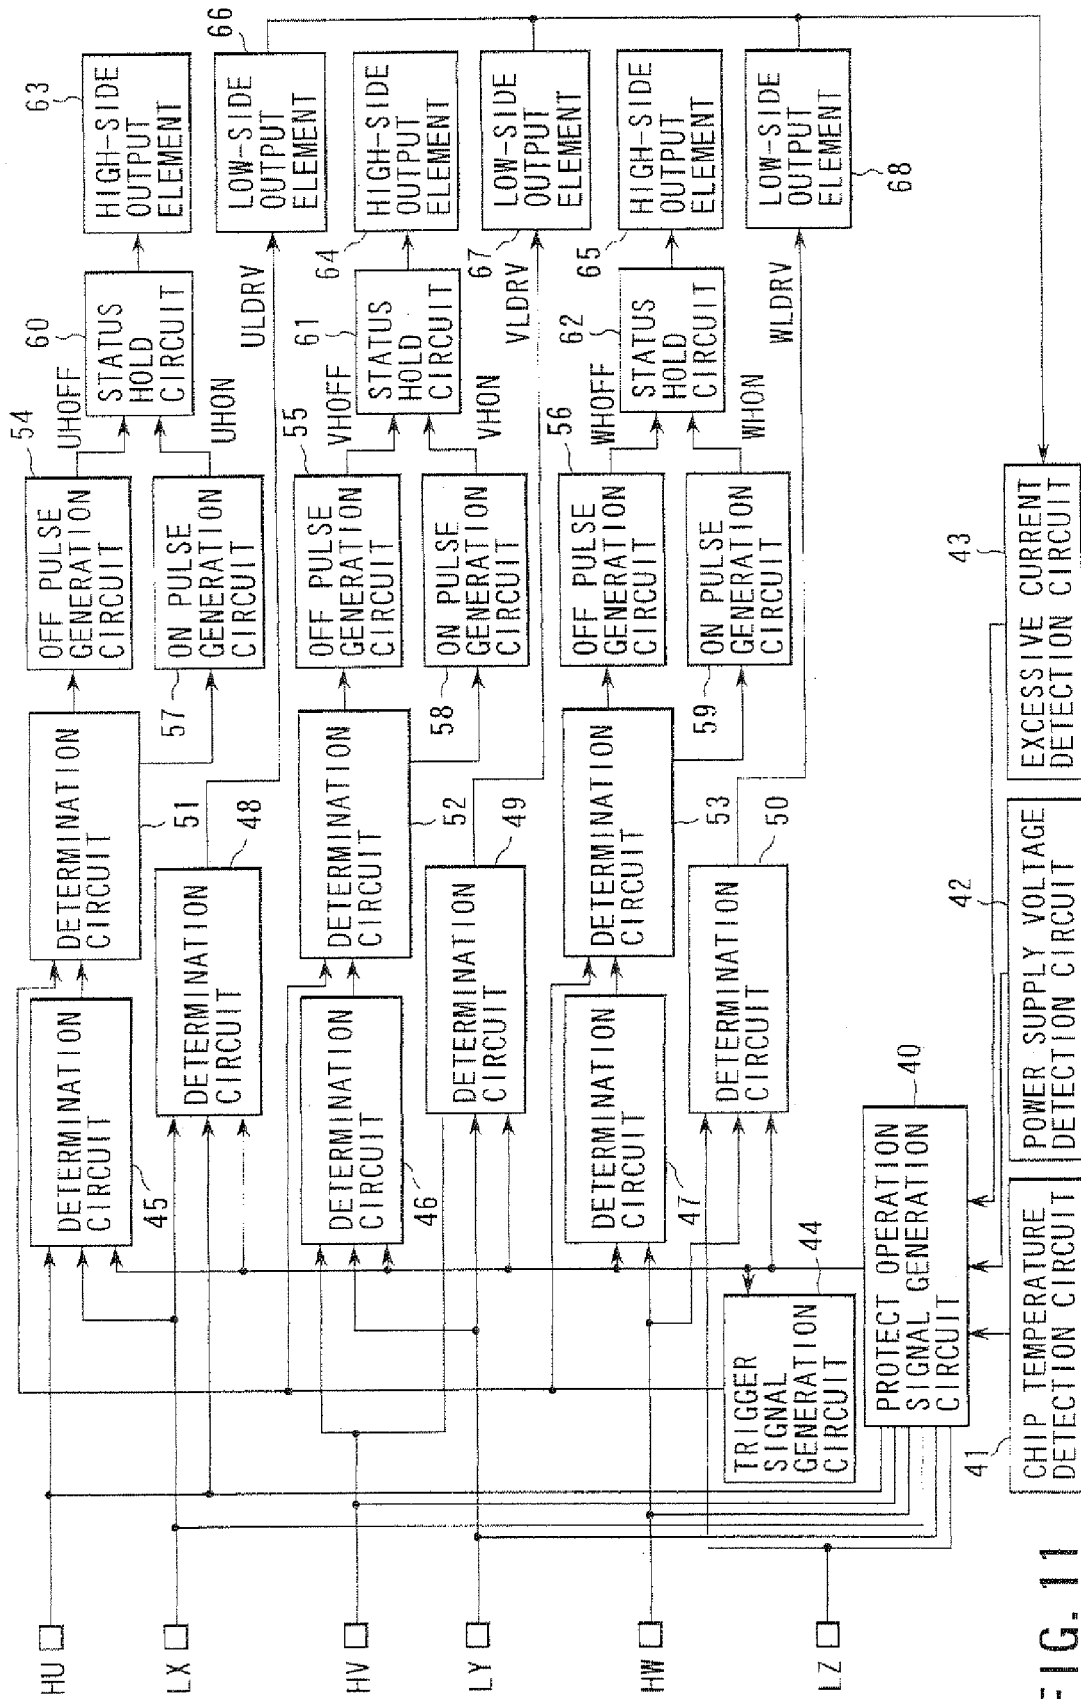 HU
LX
HV
LY
HW
LZ
DETERMINATION
CIRCUIT
45
DETERMINATION
CIRCUIT
51
OFF PULSE
GENERATION
CIRCUIT
54
UHOFF
STATUS
HOLD
CIRCUIT
60
HIGH-SIDE
OUTPUT
ELEMENT
63
DETERMINATION
CIRCUIT
48
ON PULSE
GENERATION
CIRCUIT
57
UHON
ULDRV
LOW-SIDE
OUTPUT
ELEMENT
66
DETERMINATION
CIRCUIT
46
DETERMINATION
CIRCUIT
52
OFF PULSE
GENERATION
CIRCUIT
55
VHOFF
STATUS
HOLD
CIRCUIT
61
HIGH-SIDE
OUTPUT
ELEMENT
64
DETERMINATION
CIRCUIT
49
ON PULSE
GENERATION
CIRCUIT
58
VHON
VLDRV
LOW-SIDE
OUTPUT
ELEMENT
67
DETERMINATION
CIRCUIT
47
DETERMINATION
CIRCUIT
53
OFF PULSE
GENERATION
CIRCUIT
56
WHOFF
STATUS
HOLD
CIRCUIT
62
HIGH-SIDE
OUTPUT
ELEMENT
65
DETERMINATION
CIRCUIT
50
ON PULSE
GENERATION
CIRCUIT
59
WHON
WLDRV
LOW-SIDE
OUTPUT
ELEMENT
68
TRIGGER
SIGNAL
GENERATION
CIRCUIT
44
PROTECT OPERATION
SIGNAL GENERATION
CIRCUIT
40
CHIP TEMPERATURE
DETECTION CIRCUIT
41
POWER SUPPLY VOLTAGE
DETECTION CIRCUIT
42
EXCESSIVE CURRENT
DETECTION CIRCUIT
43
FIG. 11